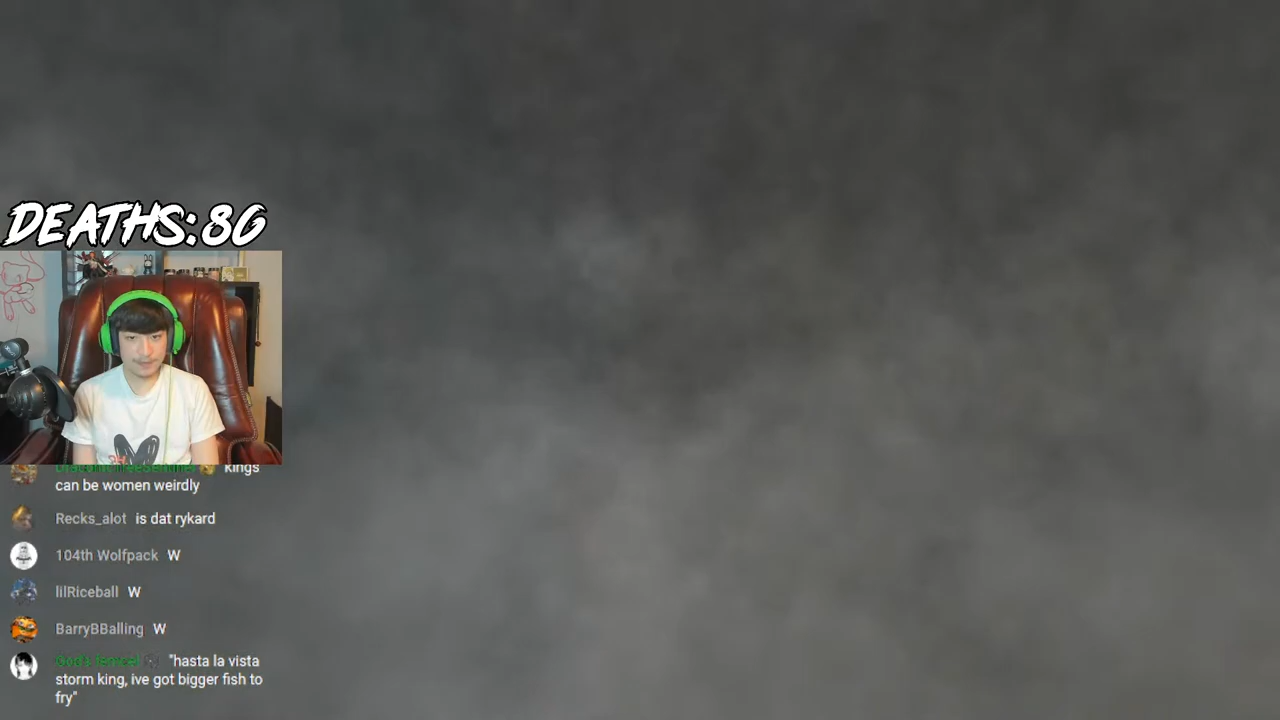 DEATHS:86
kings
can be women weirdly
Recks_alot is dat rykard
104th Wolfpack W
lilRiceball W
BarryBBalling W
"hasta la vista
storm king, ive got bigger fish to
fry"